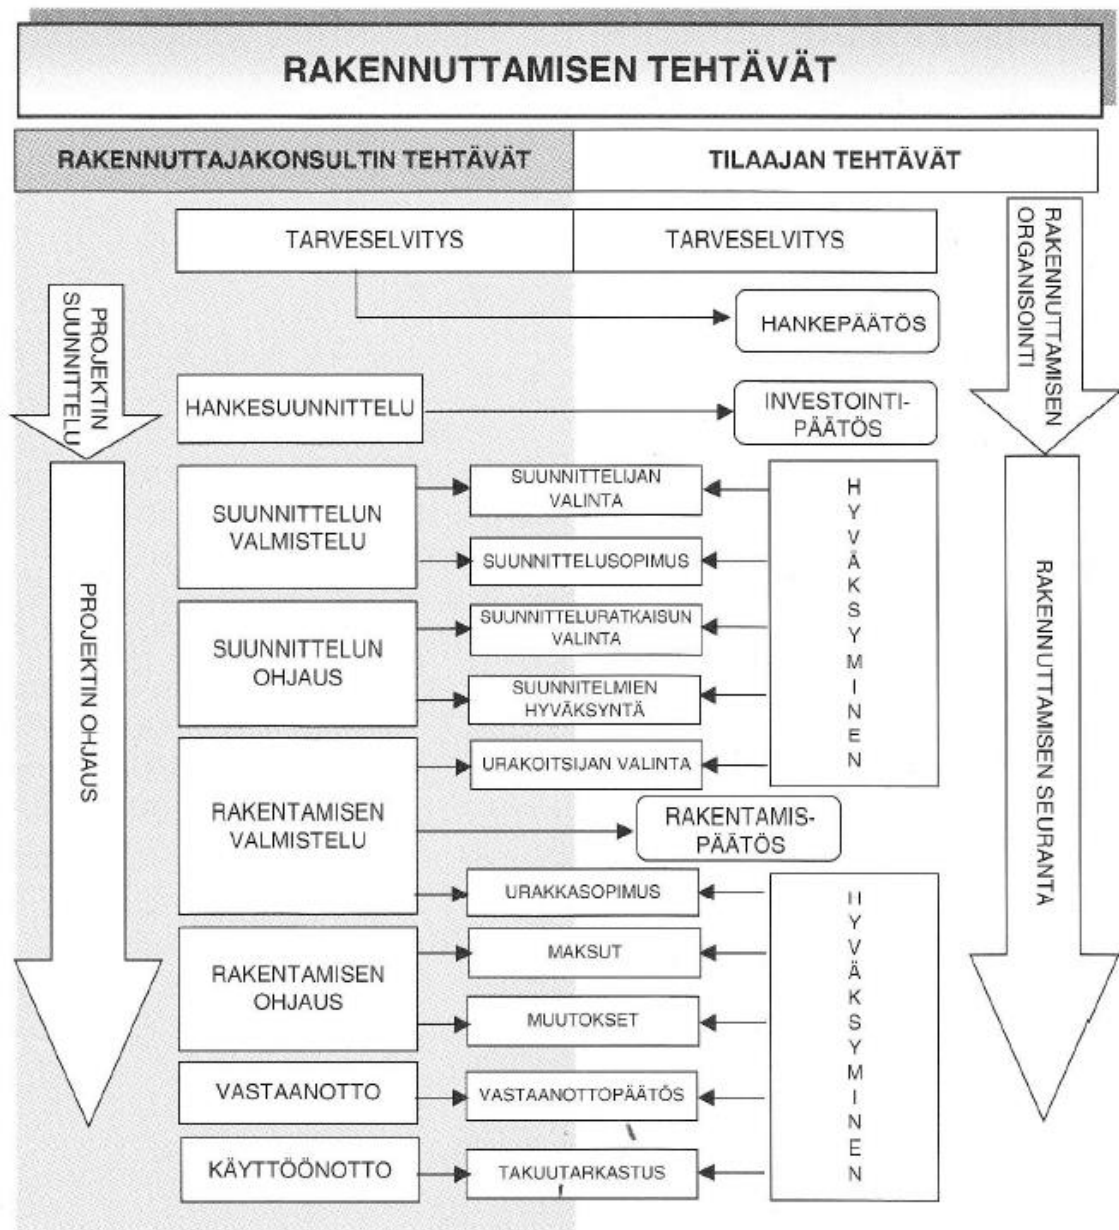 RAKENNUTTAMISEN TEHTÄVÄT
RAKENNUTTAJAKONSULTIN TEHTÄVÄT
TILAAJAN TEHTÄVÄT
TARVESELVITYS
TARVESELVITYS
RAKENNUTTAMISEN
ORGANISOINTI
PROJEKTIN
SUUNNITTELU
HANKEPÄÄTÖS
HANKESUUNNITTELU
INVESTOINTI-
PÄÄTÖS
PROJEKTIN OHJAUS
SUUNNITTELUN
VALMISTELU
SUUNNITTELIJAN
VALINTA
SUUNNITTELUSOPIMUS
HYVÄKSYMINEN
RAKENNUTTAMISEN SEURANTA
SUUNNITTELUN
OHJAUS
SUUNNITTELURATKAISUN
VALINTA
SUUNNITELMIEN
HYVÄKSYNTÄ
RAKENTAMISEN
VALMISTELU
URAKOITSIJAN VALINTA
RAKENTAMIS-
PÄÄTÖS
URAKKASOPIMUS
HYVÄKSYMINEN
RAKENTAMISEN
OHJAUS
MAKSUT
MUUTOKSET
VASTAANOTTO
VASTAANOTTOPÄÄTÖS
KÄYTTÖÖNOTTO
TAKUUTARKASTUS